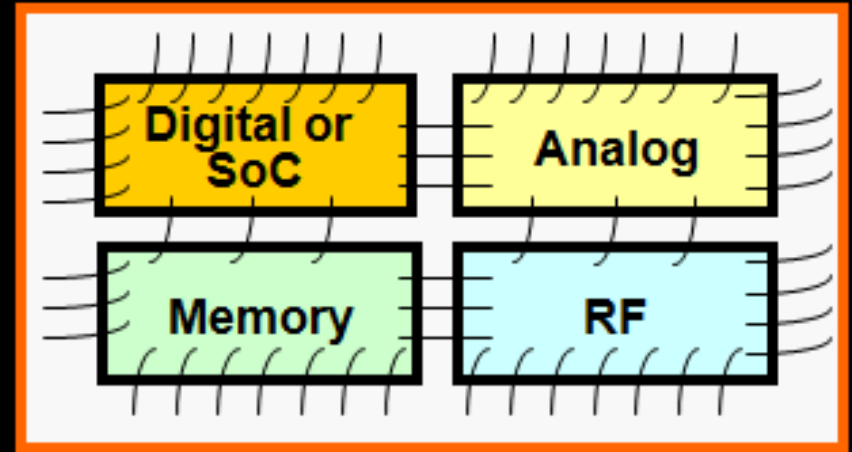 Digital or
SoC
Analog
Memory
RF